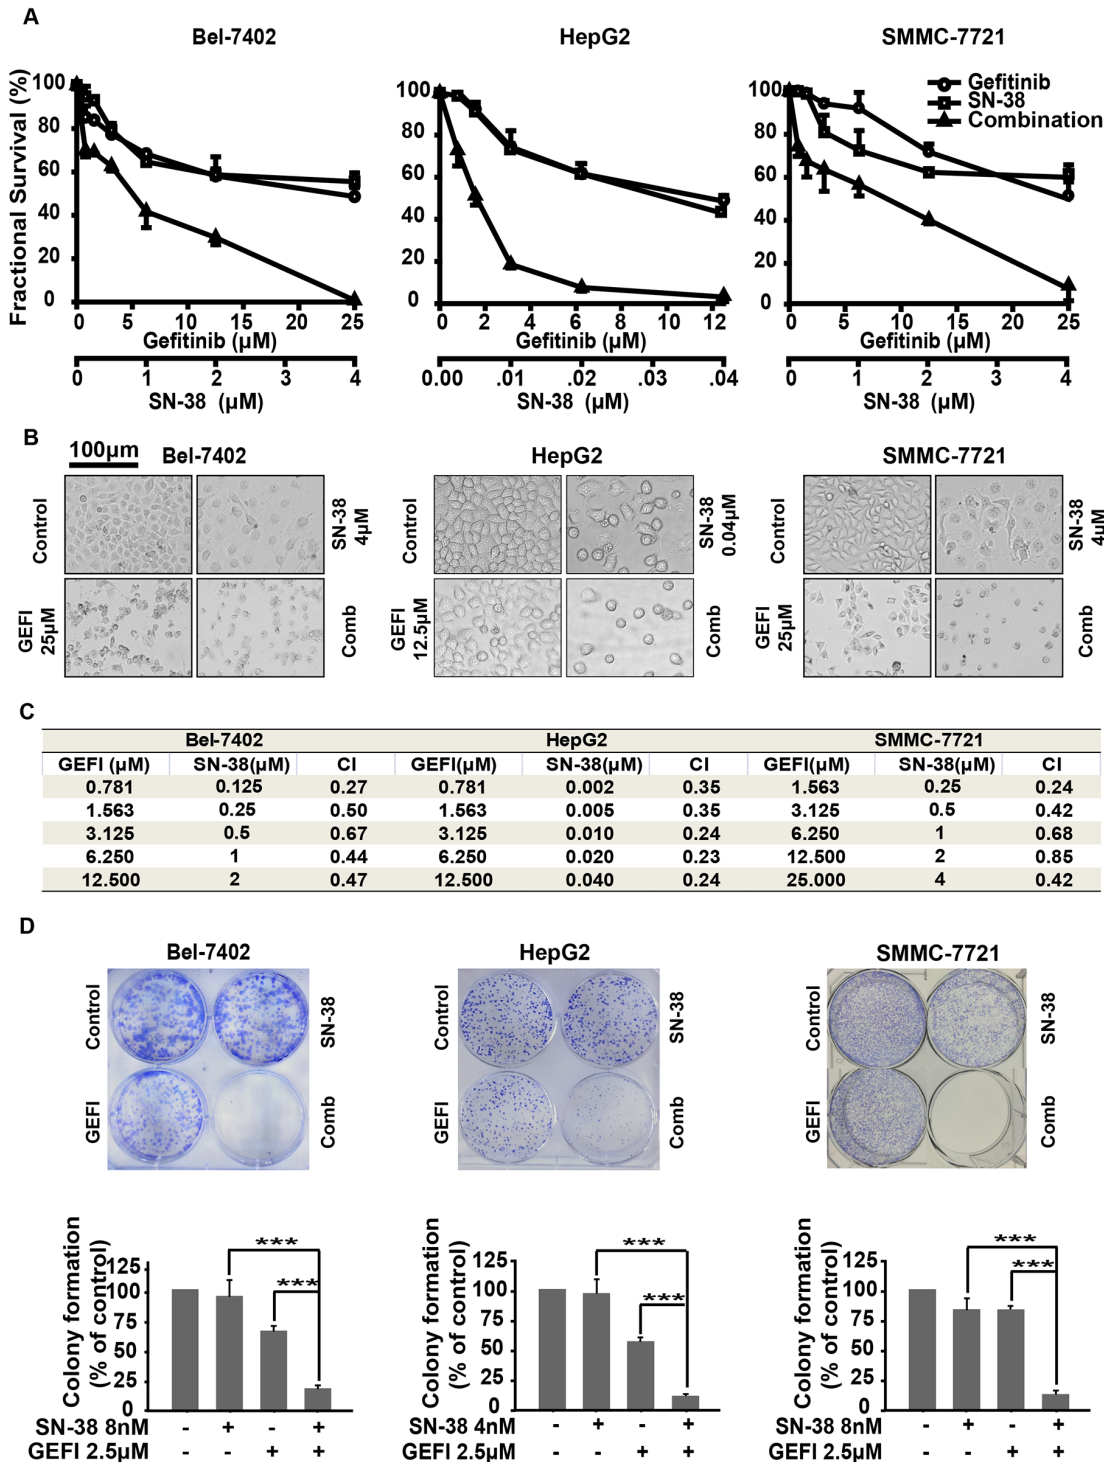 A
Bel-7402 HepG2 SMMC-7721
Fractional Survival (%)
100 80 60 40 20 0
0 5 10 15 20 25
Gefitinib (μM)
0 1 2 3 4
SN-38 (μM)
100 80 60 40 20 0
0 2 4 6 8 10 12
Gefitinib (μM)
0.00 .01 .02 .03 .04
SN-38 (μM)
Gefitinib
SN-38
Combination
100 80 60 40 20 0
0 5 10 15 20 25
Gefitinib (μM)
0 1 2 3 4
SN-38 (μM)
B
100μm
Bel-7402 HepG2 SMMC-7721
Control
SN-38
4μM
GEFI
25μM
Comb
Control
SN-38
0.04μM
GEFI
12.5μM
Comb
Control
SN-38
4μM
GEFI
25μM
Comb
C
Bel-7402 HepG2 SMMC-7721
GEFI (μM) SN-38(μM) CI GEFI(μM) SN-38(μM) CI GEFI(μM) SN-38(μM) CI
0.781 0.125 0.27 0.781 0.002 0.35 1.563 0.25 0.24
1.563 0.25 0.50 1.563 0.005 0.35 3.125 0.5 0.42
3.125 0.5 0.67 3.125 0.010 0.24 6.250 1 0.68
6.250 1 0.44 6.250 0.020 0.23 12.500 2 0.85
12.500 2 0.47 12.500 0.040 0.24 25.000 4 0.42
D
Bel-7402 HepG2 SMMC-7721
Control
SN-38
GEFI
Comb
Control
SN-38
GEFI
Comb
Control
SN-38
GEFI
Comb
Colony formation
(% of control)
125 100 75 50 25 0
***
***
SN-38 8nM - + - +
GEFI 2.5μM - - + +
Colony formation
(% of control)
125 100 75 50 25 0
***
***
SN-38 4nM - + - +
GEFI 2.5μM - - + +
Colony formation
(% of control)
125 100 75 50 25 0
***
***
SN-38 8nM - + - +
GEFI 2.5μM - - + +